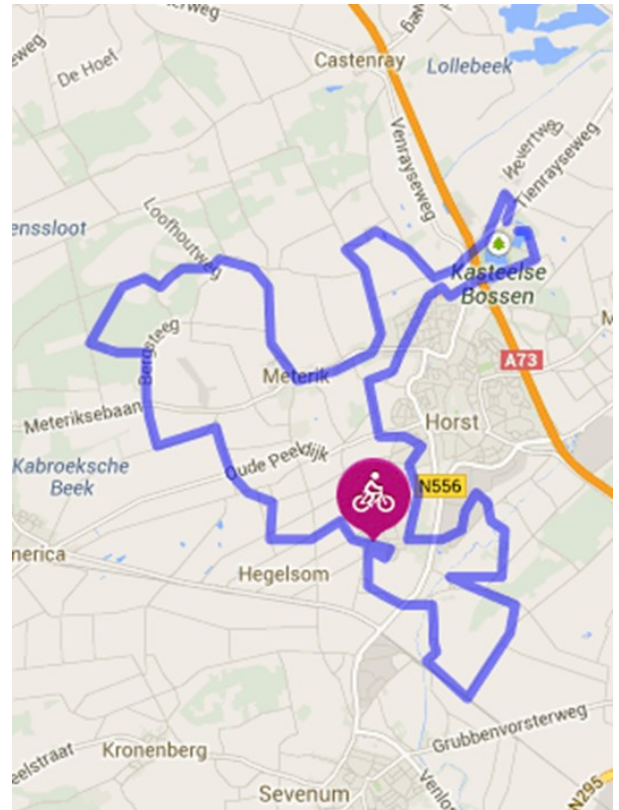 De Hoef
Castenray
Lollebeek
Venrayseweg
Tienrayseweg
Loofhoutweg
Kasteelse
Bossen
Bergsteeg
Meterik
A73
Meteriksebaan
Horst
Oude Peeldijk
Kabroeksche
Beek
N556
Hegelsom
Grubbenvorsterweg
Kronenberg
Sevenum
N295